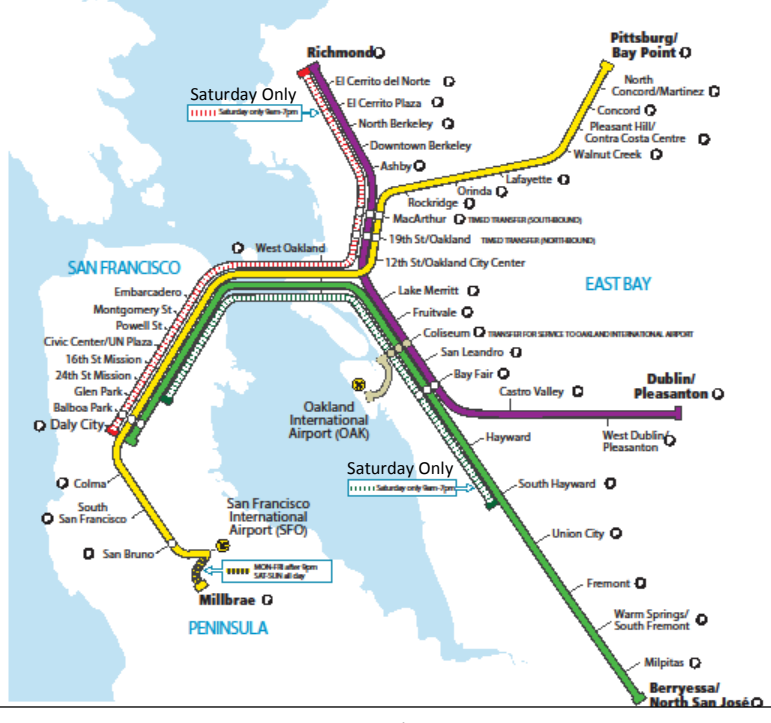 Richmond
Pittsburg/
Bay Point
El Cerrito del Norte
North
Concord/Martinez
Saturday Only
Saturday only 9am-7pm
El Cerrito Plaza
Concord
North Berkeley
Pleasant Hill/
Contra Costa Centre
Downtown Berkeley
Walnut Creek
Ashby
Lafayette
Orinda
Rockridge
MacArthur
TIMED TRANSFER (SOUTH-BOUND)
19th St/Oakland
TIMED TRANSFER (NORTH-BOUND)
West Oakland
12th St/Oakland City Center
SAN FRANCISCO
EAST BAY
Embarcadero
Lake Merritt
Montgomery St
Fruitvale
Powell St
Coliseum
TRANSFER FOR SERVICE TO OAKLAND INTERNATIONAL AIRPORT
Civic Center/UN Plaza
San Leandro
16th St Mission
24th St Mission
Bay Fair
Glen Park
Castro Valley
Dublin/
Pleasanton
Balboa Park
Oakland
International
Airport (OAK)
Daly City
Hayward
West Dublin/
Pleasanton
Saturday Only
Saturday only 9am-7pm
Colma
South Hayward
South
San Francisco
San Francisco
International
Airport (SFO)
Union City
San Bruno
MON-FRI after 9pm
SAT-SUN all day
Fremont
Millbrae
Warm Springs/
South Fremont
PENINSULA
Milpitas
Berryessa/
North San José